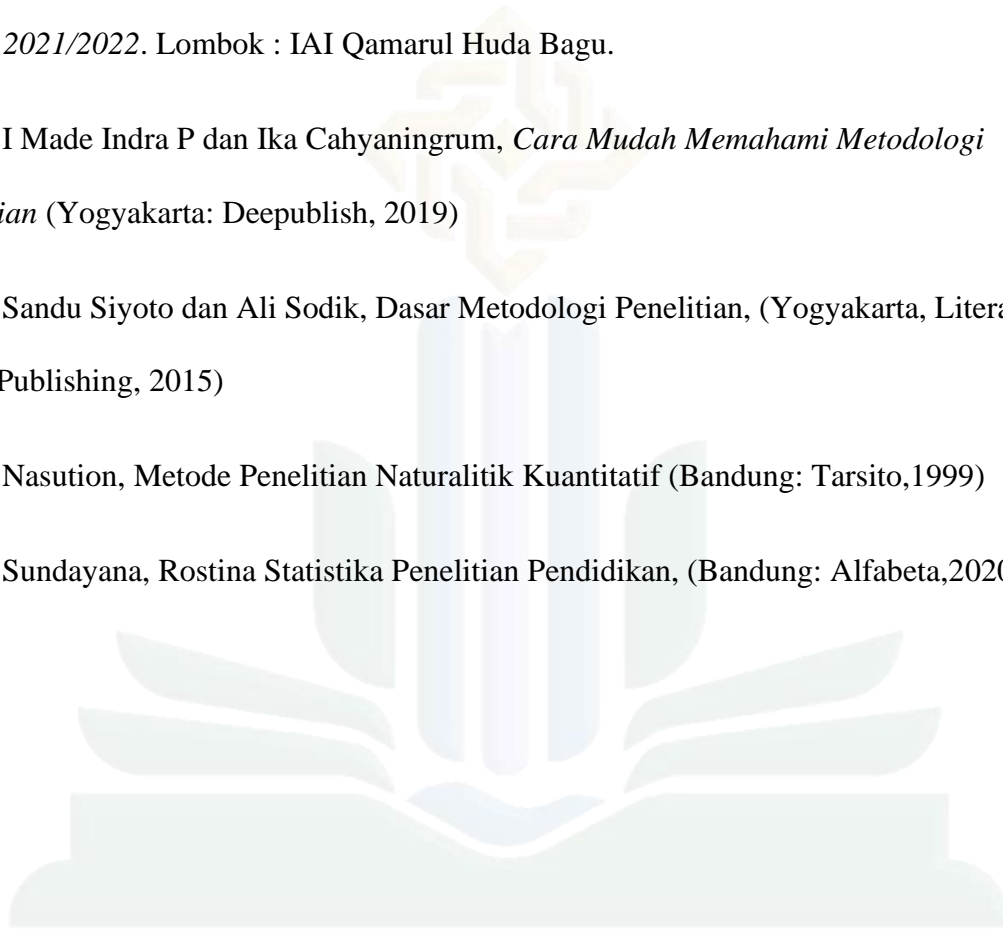 2021/2022. Lombok : IAI Qamarul Huda Bagu.
I Made Indra P dan Ika Cahyaningrum, Cara Mudah Memahami Metodologi
ian (Yogyakarta: Deepublish, 2019)
Sandu Siyoto dan Ali Sodik, Dasar Metodologi Penelitian, (Yogyakarta, Litera
Publishing, 2015)
Nasution, Metode Penelitian Naturalitik Kuantitatif (Bandung: Tarsito,1999)
Sundayana, Rostina Statistika Penelitian Pendidikan, (Bandung: Alfabeta,2020